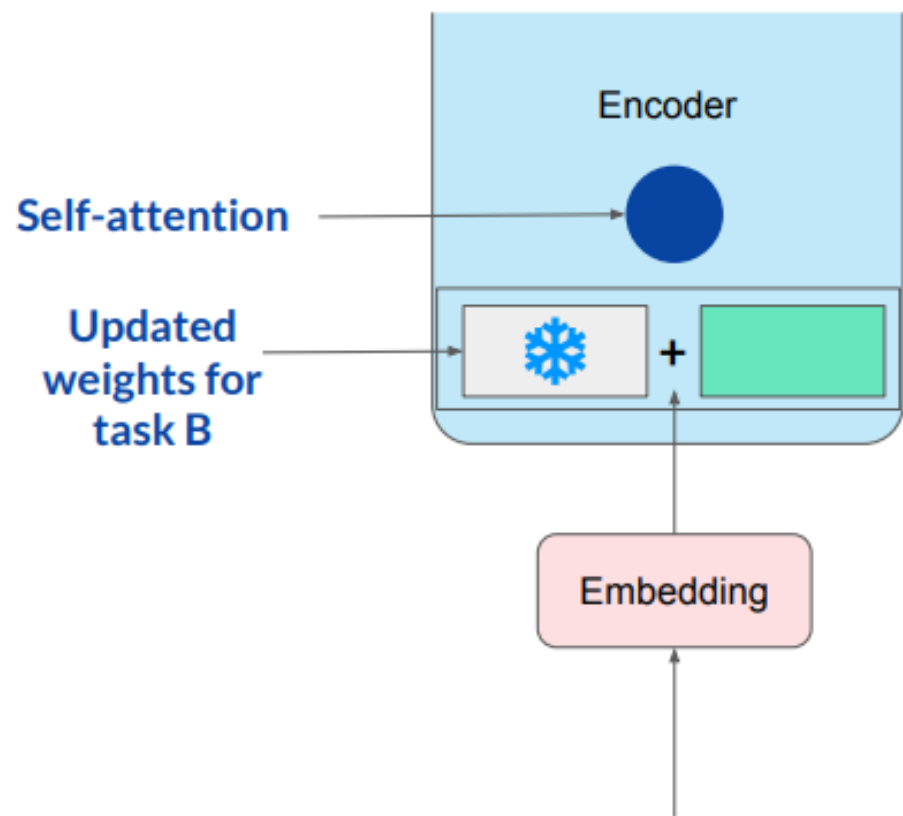 Encoder
Self-attention
Updated
weights for
task B
+
Embedding